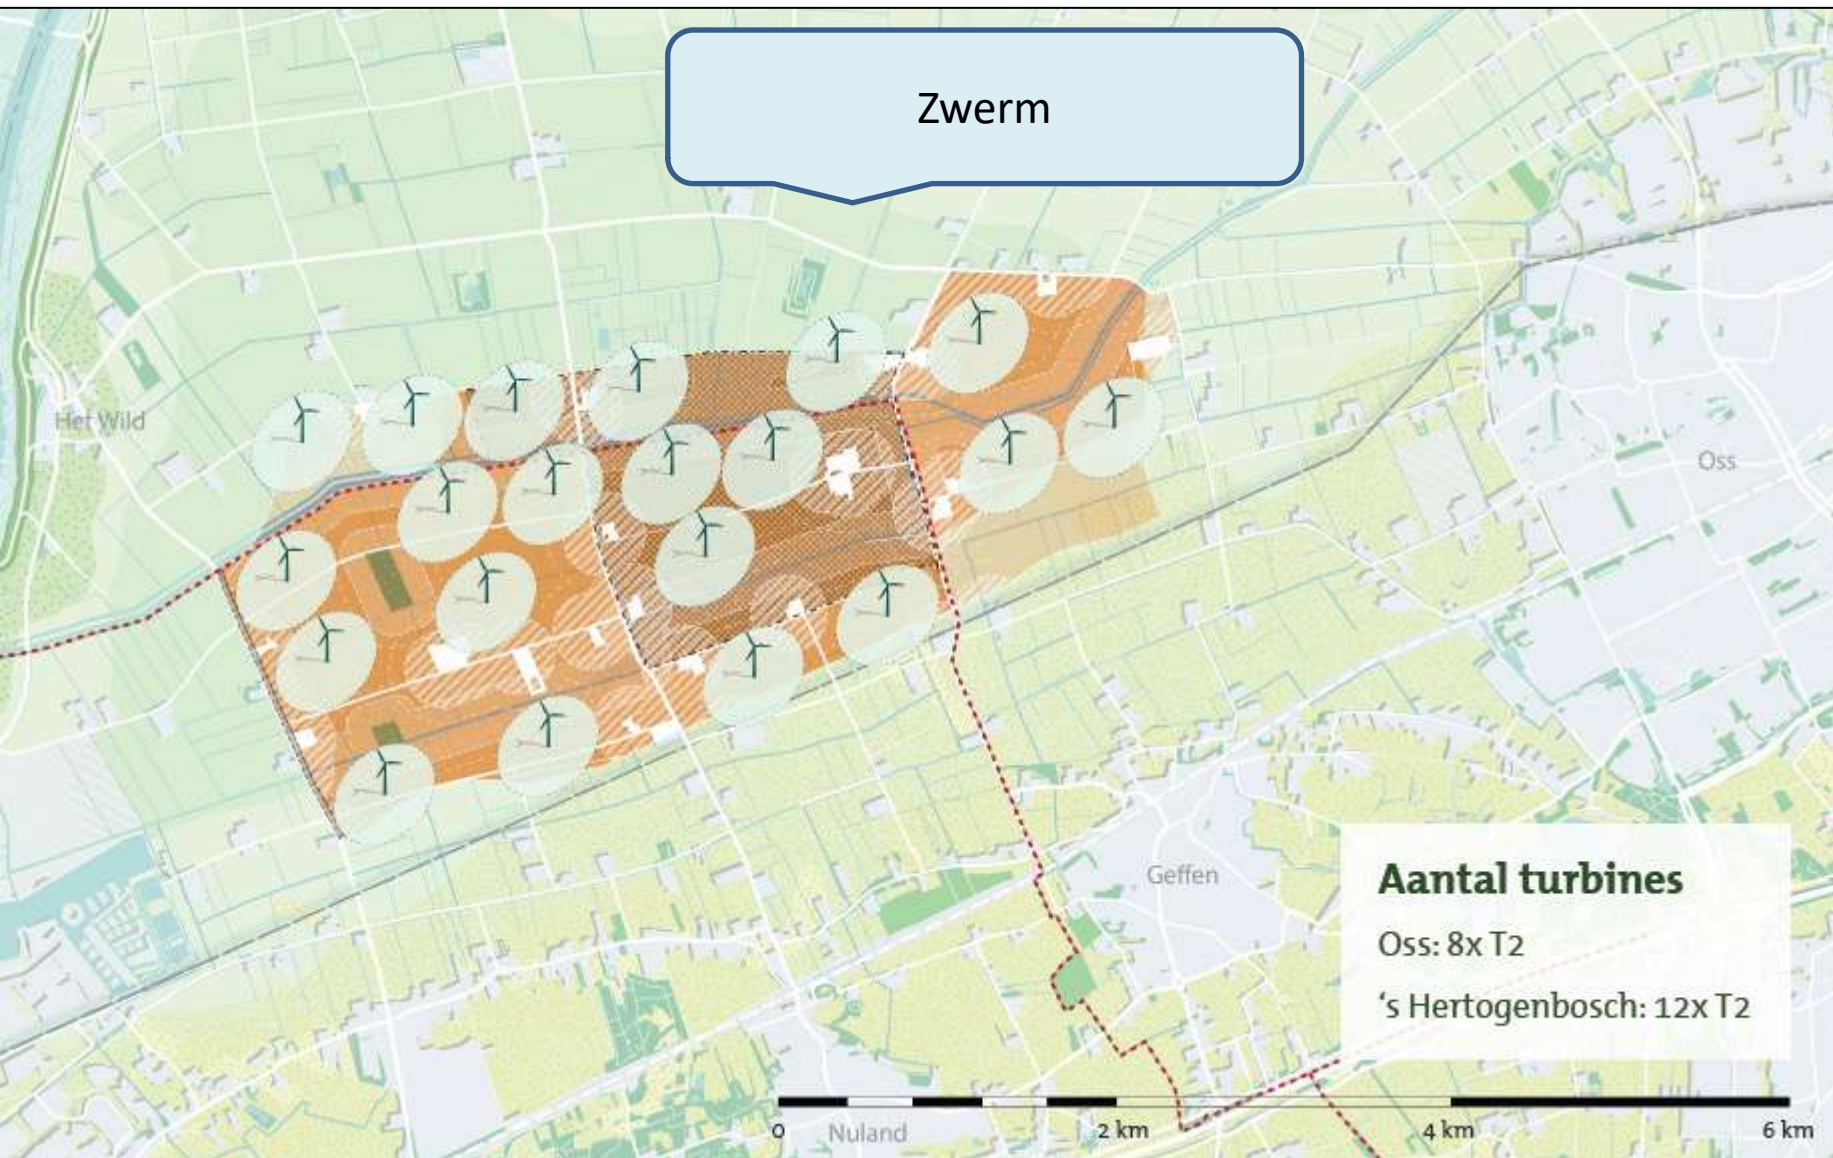 Zwerm
Het Wild
Oss
Geffen
Aantal turbines
Oss: 8x T2
‘s Hertogenbosch: 12x T2
0
Nuland
2 km
4 km
6 km